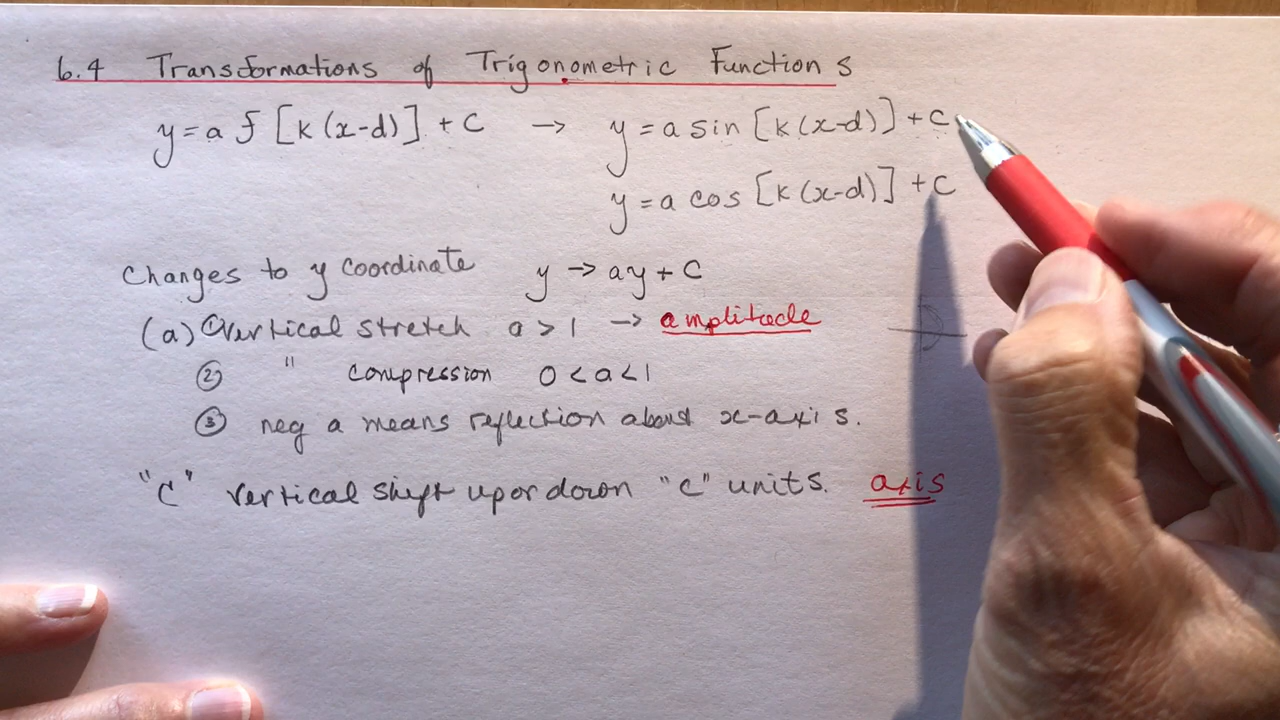 6.4 Transformations of Trigonometric Functions
y = a f [k(x-d)] + c → y = a sin [k(x-d)] + c
y = a cos [k(x-d)] + c
Changes to y coordinate y → ay + c
(a) ① Vertical stretch a > 1 → amplitude
② " compression 0 < a < 1
③ neg a means reflection about x-axis.
"C" vertical shift up or down "c" units. axis